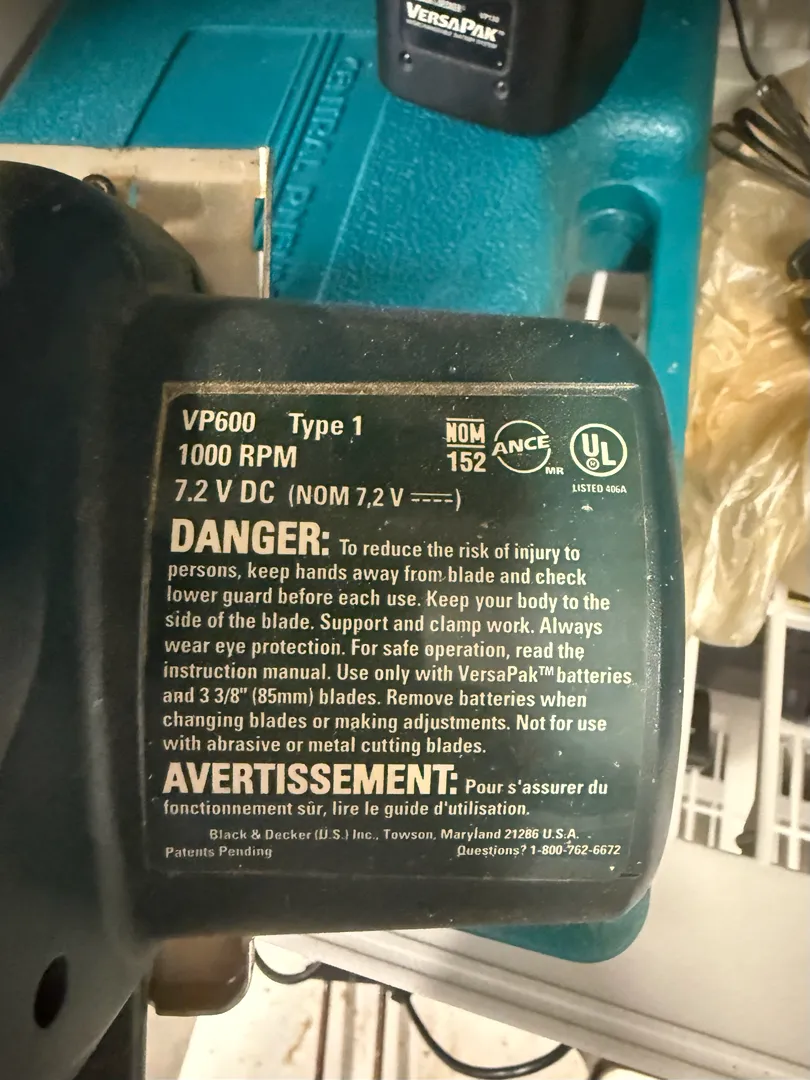 VERSAPAK™
CENTRAL
VP600 Type 1
1000 RPM
7.2 V DC (NOM 7,2 V ⎓)
NOM
152
ANCE
MR
UL
LISTED 406A
DANGER: To reduce the risk of injury to
persons, keep hands away from blade and check
lower guard before each use. Keep your body to the
side of the blade. Support and clamp work. Always
wear eye protection. For safe operation, read the
instruction manual. Use only with VersaPak™ batteries
and 3 3/8" (85mm) blades. Remove batteries when
changing blades or making adjustments. Not for use
with abrasive or metal cutting blades.
AVERTISSEMENT: Pour s'assurer du
fonctionnement sûr, lire le guide d'utilisation.
Black & Decker (U.S.) Inc., Towson, Maryland 21286 U.S.A.
Patents Pending Questions? 1-800-762-6672